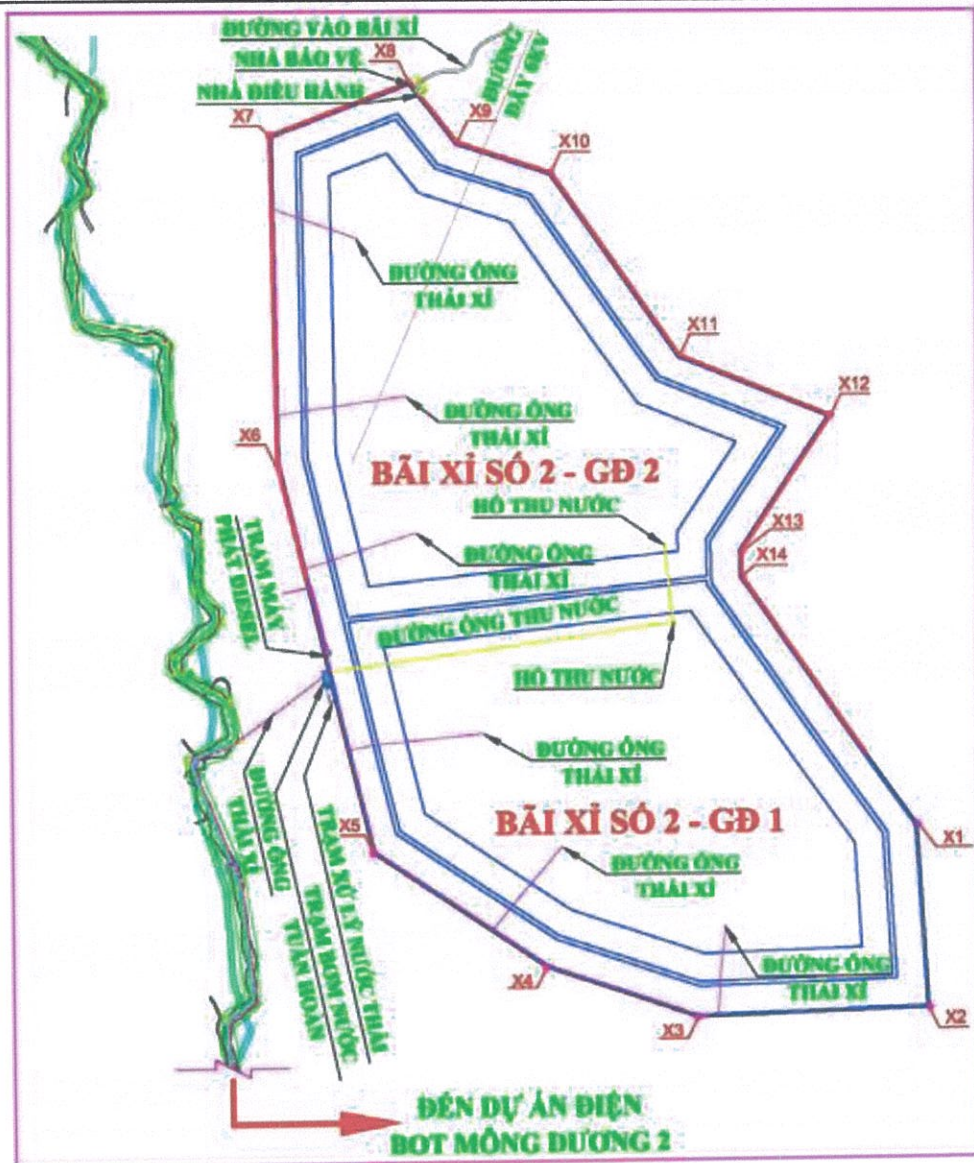 ĐƯỜNG VÀO BÃI XỈ
X8
NHÀ BẢO VỆ
ĐƯỜNG
DÂY 6KV
NHÀ ĐIỀU HÀNH
X7
X9
X10
ĐƯỜNG ỐNG
THẢI XỈ
X11
X12
ĐƯỜNG ỐNG
THẢI XỈ
X6
BÃI XỈ SỐ 2 - GĐ 2
HỐ THU NƯỚC
TRẠM MÁY
PHÁT DIESEL
ĐƯỜNG ỐNG
THẢI XỈ
X13
X14
ĐƯỜNG ỐNG THU NƯỚC
HỐ THU NƯỚC
ĐƯỜNG ỐNG
THẢI XỈ
ĐƯỜNG ỐNG
THẢI XỈ
X5
BÃI XỈ SỐ 2 - GĐ 1
X1
TRẠM XỬ LÝ NƯỚC THẢI
TRẠM BƠM NƯỚC
TUẦN HOÀN
ĐƯỜNG ỐNG
THẢI XỈ
X4
ĐƯỜNG ỐNG
THẢI XỈ
X3
X2
ĐẾN DỰ ÁN ĐIỆN
BOT MÔNG DƯƠNG 2